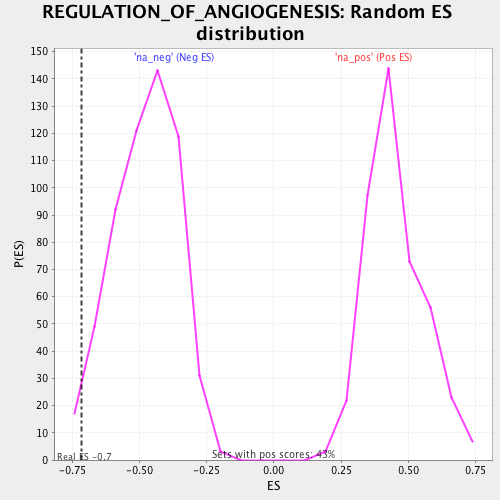 REGULATION_OF_ANGIOGENESIS: Random ES
distribution
'na_neg' (Neg ES)
'na_pos' (Pos ES)
150
140
130
120
110
100
90
80
70
60
50
40
30
20
10
0
P(ES)
Real ES -0.7
Sets with pos scores: 43%
-0.75 -0.50 -0.25 0.00 0.25 0.50 0.75
ES